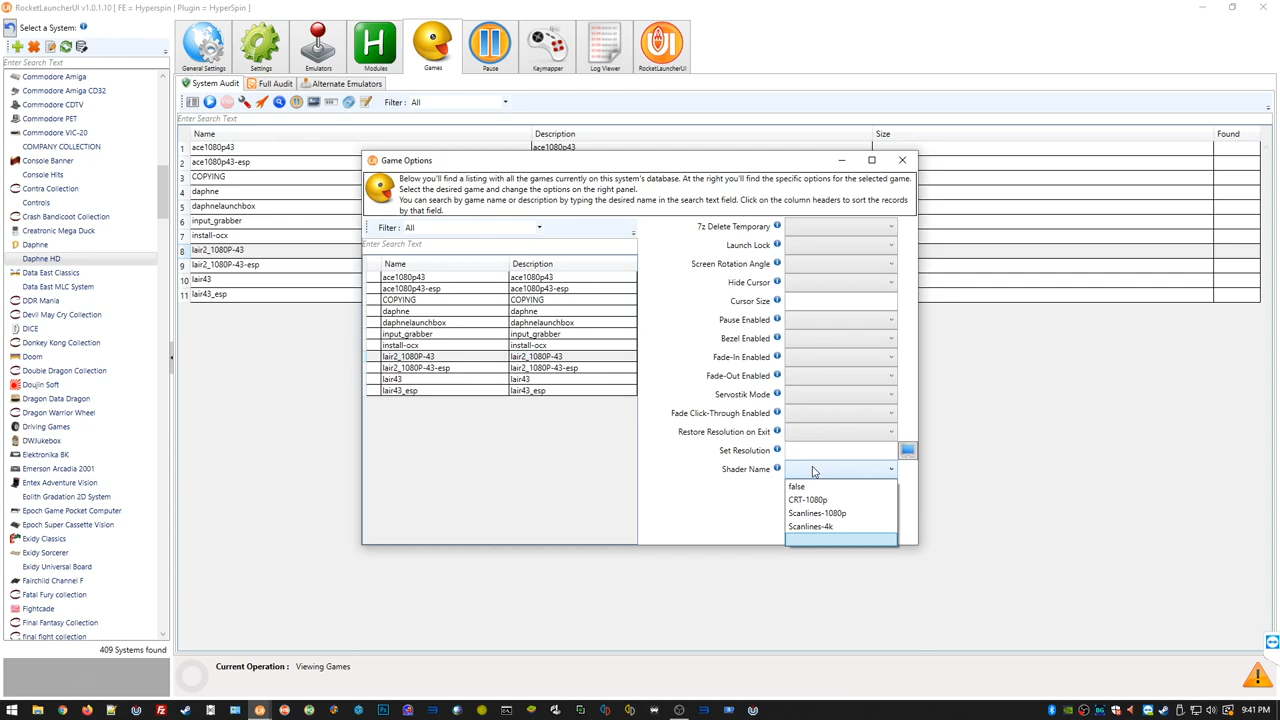 RocketLauncherUI v1.0.1.10 [ FE = Hyperspin | Plugin = HyperSpin ]
Select a System:
Enter Search Text
Commodore Amiga
Commodore Amiga CD32
Commodore CDTV
Commodore PET
Commodore VIC-20
COMPANY COLLECTION
Console Banner
Console Hits
Contra Collection
Controls
Crash Bandicoot Collection
Creatronic Mega Duck
Daphne
Daphne HD
Data East Classics
Data East MLC System
DDR Mania
Devil May Cry Collection
DICE
Donkey Kong Collection
Doom
Double Dragon Collection
Doujin Soft
Dragon Data Dragon
Dragon Warrior Wheel
Driving Games
DWJukebox
Elektronika BK
Emerson Arcadia 2001
Entex Adventure Vision
Eolith Gradation 2D System
Epoch Game Pocket Computer
Epoch Super Cassette Vision
Exidy Classics
Exidy Sorcerer
Exidy Universal Board
Fairchild Channel F
Fatal Fury collection
Fightcade
Final Fantasy Collection
final fight collection
409 Systems found
General Settings
Settings
Emulators
Modules
Games
Pause
Keymapper
Log Viewer
RocketLauncherUI
System Audit
Full Audit
Alternate Emulators
Filter : All
Enter Search Text
Name Description Size Found
1 ace1080p43 ace1080p43
2 ace1080p43-esp
3 COPYING
4 daphne
5 daphnelaunchbox
6 input_grabber
7 install-ocx
8 lair2_1080P-43
9 lair2_1080P-43-esp
10 lair43
11 lair43_esp
Game Options
Below you'll find a listing with all the games currently on this system's database. At the right you'll find the specific options for the selected game.
Select the desired game and change the options on the right panel.
You can search by game name or description by typing the desired name in the search text field. Click on the column headers to sort the records
by that field.
Filter : All
Enter Search Text
Name Description
ace1080p43 ace1080p43
ace1080p43-esp ace1080p43-esp
COPYING COPYING
daphne daphne
daphnelaunchbox daphnelaunchbox
input_grabber input_grabber
install-ocx install-ocx
lair2_1080P-43 lair2_1080P-43
lair2_1080P-43-esp lair2_1080P-43-esp
lair43 lair43
lair43_esp lair43_esp
7z Delete Temporary
Launch Lock
Screen Rotation Angle
Hide Cursor
Cursor Size
Pause Enabled
Bezel Enabled
Fade-In Enabled
Fade-Out Enabled
Servostik Mode
Fade Click-Through Enabled
Restore Resolution on Exit
Set Resolution
Shader Name
false
CRT-1080p
Scanlines-1080p
Scanlines-4k
Current Operation : Viewing Games
9:41 PM